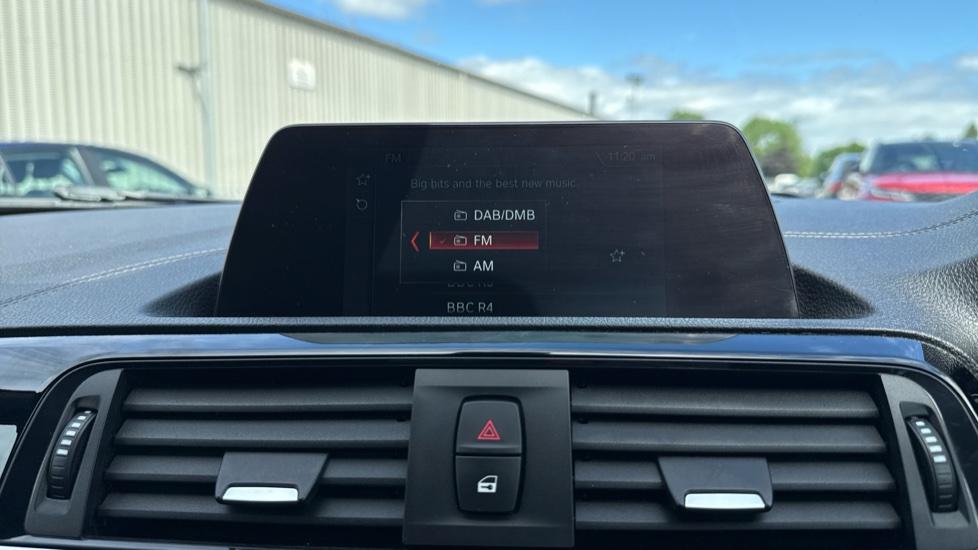 FM
11:20 am
Big bits and the best new music.
DAB/DMB
FM
AM
BBC R4